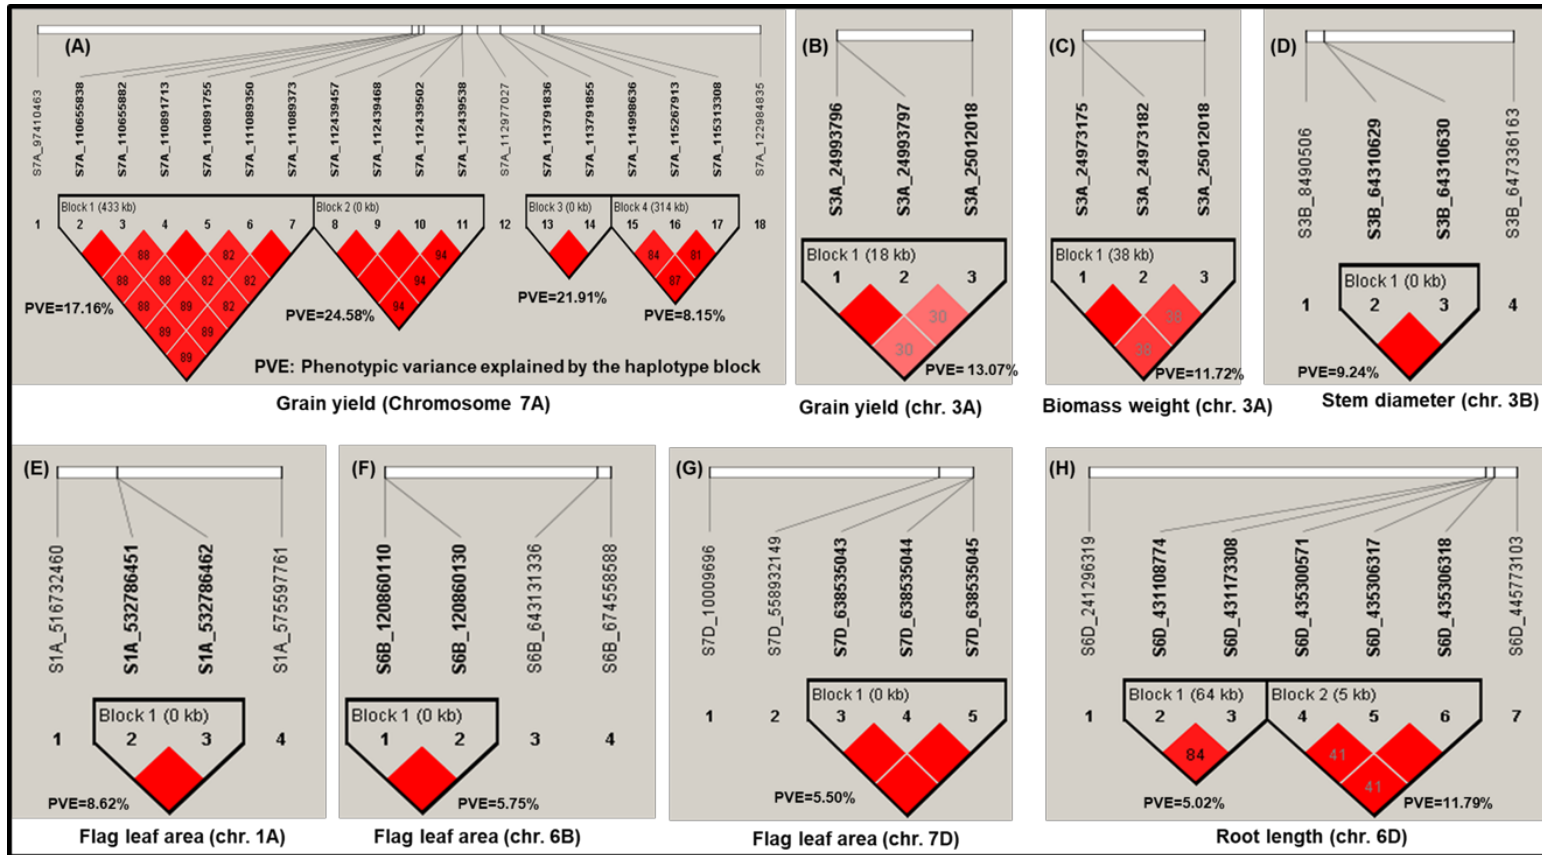 (A)
S7A_97410463
S7A_110655838
S7A_110655882
S7A_110891713
S7A_110891755
S7A_111089350
S7A_111089373
S7A_112439457
S7A_112439468
S7A_112439502
S7A_112439538
S7A_112977027
S7A_113791836
S7A_113791855
S7A_114998636
S7A_115267913
S7A_115313308
S7A_122984835
Block 1 (433 kb) Block 2 (0 kb) Block 3 (0 kb) Block 4 (314 kb)
1 2 3 4 5 6 7 8 9 10 11 12 13 14 15 16 17 18
88 82 94 84 81
88 88 82 82 94 87
88 89 82 94
89 89
89
PVE=17.16%
PVE=24.58%
PVE=21.91%
PVE=8.15%
PVE: Phenotypic variance explained by the haplotype block
Grain yield (Chromosome 7A)
(B)
S3A_24993796
S3A_24993797
S3A_25012018
Block 1 (18 kb)
1 2 3
30
30
PVE= 13.07%
Grain yield (chr. 3A)
(C)
S3A_24973175
S3A_24973182
S3A_25012018
Block 1 (38 kb)
1 2 3
38
38
PVE=11.72%
Biomass weight (chr. 3A)
(D)
S3B_8490506
S3B_64310629
S3B_64310630
S3B_647336163
Block 1 (0 kb)
1 2 3 4
PVE=9.24%
Stem diameter (chr. 3B)
(E)
S1A_516732460
S1A_532786451
S1A_532786462
S1A_575597761
Block 1 (0 kb)
1 2 3 4
PVE=8.62%
Flag leaf area (chr. 1A)
(F)
S6B_120860110
S6B_120860130
S6B_643131336
S6B_674558588
Block 1 (0 kb)
1 2 3 4
PVE=5.75%
Flag leaf area (chr. 6B)
(G)
S7D_10009696
S7D_558932149
S7D_638535043
S7D_638535044
S7D_638535045
Block 1 (0 kb)
1 2 3 4 5
PVE=5.50%
Flag leaf area (chr. 7D)
(H)
S6D_241296319
S6D_431108774
S6D_431173308
S6D_435300571
S6D_435306317
S6D_435306318
S6D_445773103
Block 1 (64 kb) Block 2 (5 kb)
1 2 3 4 5 6 7
84 41
41
PVE=5.02%
PVE=11.79%
Root length (chr. 6D)